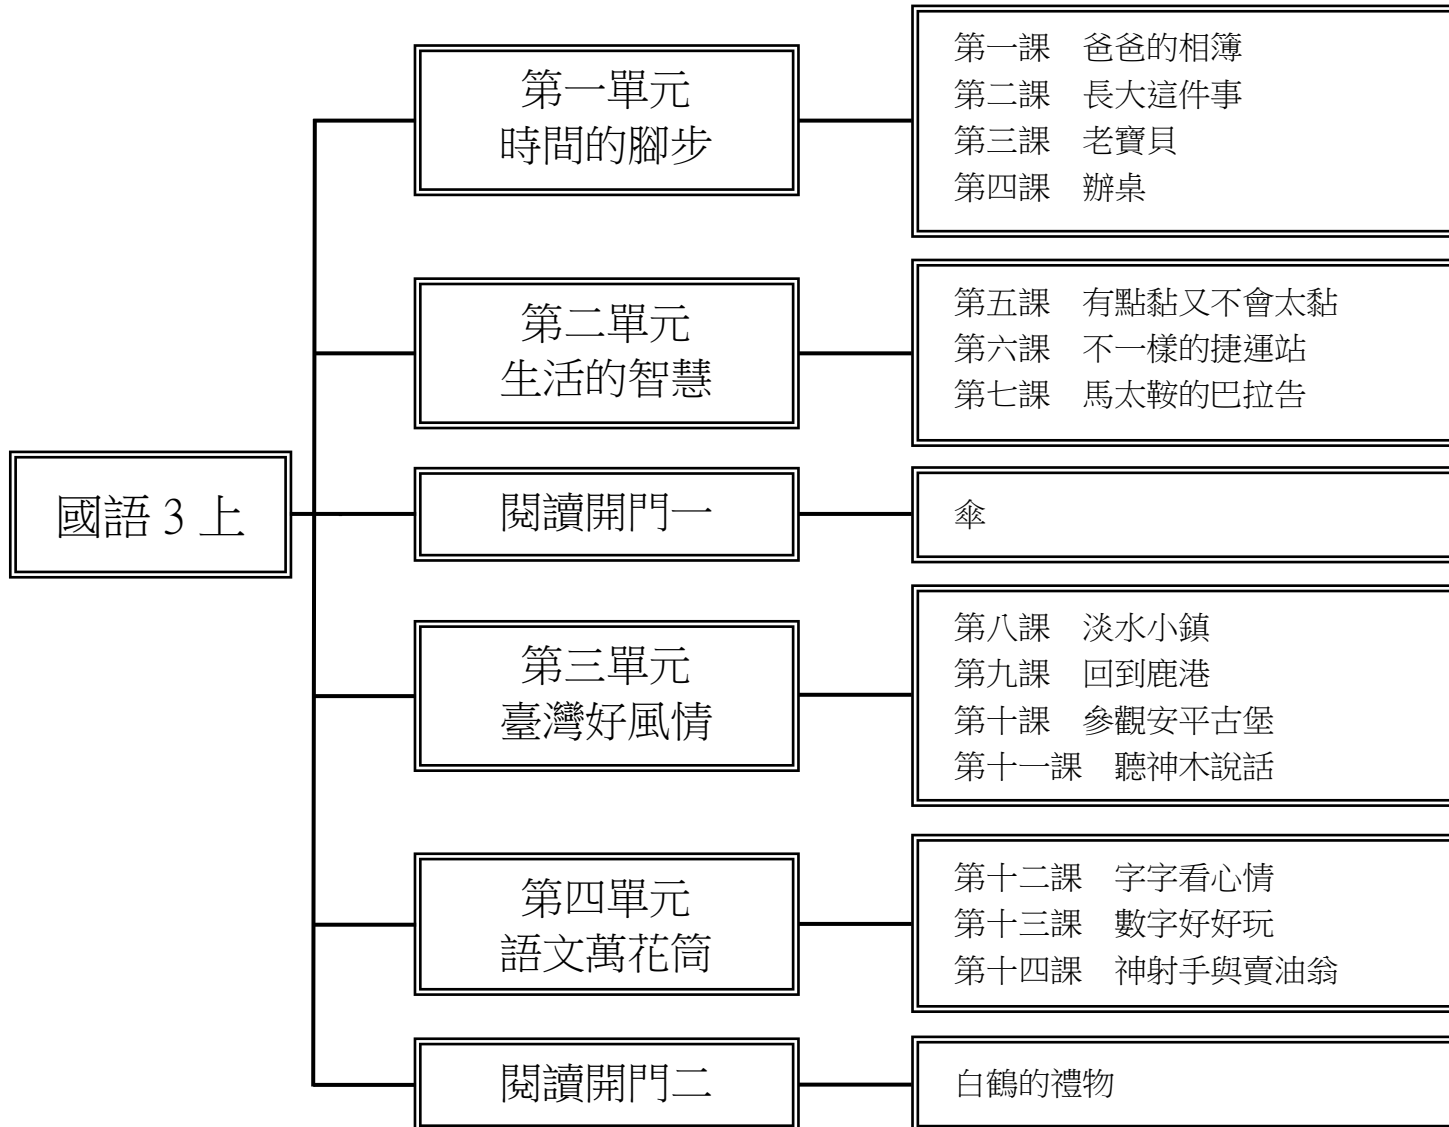 國語 3 上
第一單元
時間的腳步
第一課　爸爸的相簿
第二課　長大這件事
第三課　老寶貝
第四課　辦桌
第二單元
生活的智慧
第五課　有點黏又不會太黏
第六課　不一樣的捷運站
第七課　馬太鞍的巴拉告
閱讀開門一
傘
第三單元
臺灣好風情
第八課　淡水小鎮
第九課　回到鹿港
第十課　參觀安平古堡
第十一課　聽神木說話
第四單元
語文萬花筒
第十二課　字字看心情
第十三課　數字好好玩
第十四課　神射手與賣油翁
閱讀開門二
白鶴的禮物